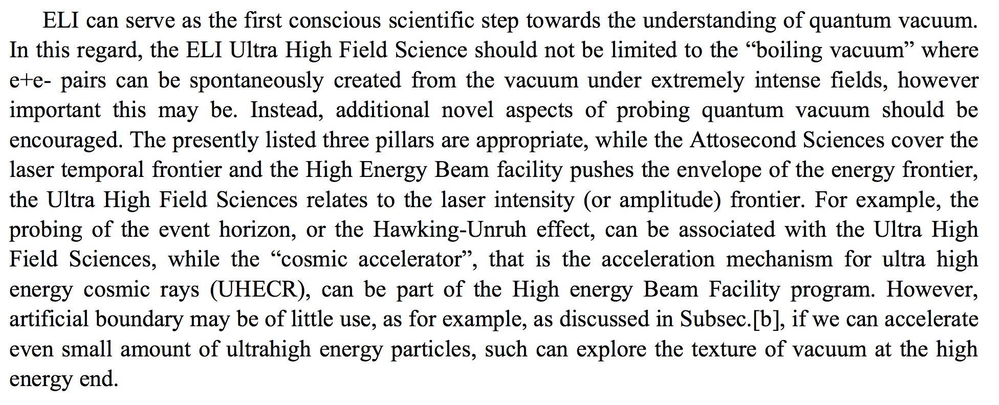 ELI can serve as the first conscious scientific step towards the understanding of quantum vacuum.
In this regard, the ELI Ultra High Field Science should not be limited to the “boiling vacuum” where
e+e- pairs can be spontaneously created from the vacuum under extremely intense fields, however
important this may be. Instead, additional novel aspects of probing quantum vacuum should be
encouraged. The presently listed three pillars are appropriate, while the Attosecond Sciences cover the
laser temporal frontier and the High Energy Beam facility pushes the envelope of the energy frontier,
the Ultra High Field Sciences relates to the laser intensity (or amplitude) frontier. For example, the
probing of the event horizon, or the Hawking-Unruh effect, can be associated with the Ultra High
Field Sciences, while the “cosmic accelerator”, that is the acceleration mechanism for ultra high
energy cosmic rays (UHECR), can be part of the High energy Beam Facility program. However,
artificial boundary may be of little use, as for example, as discussed in Subsec.[b], if we can accelerate
even small amount of ultrahigh energy particles, such can explore the texture of vacuum at the high
energy end.